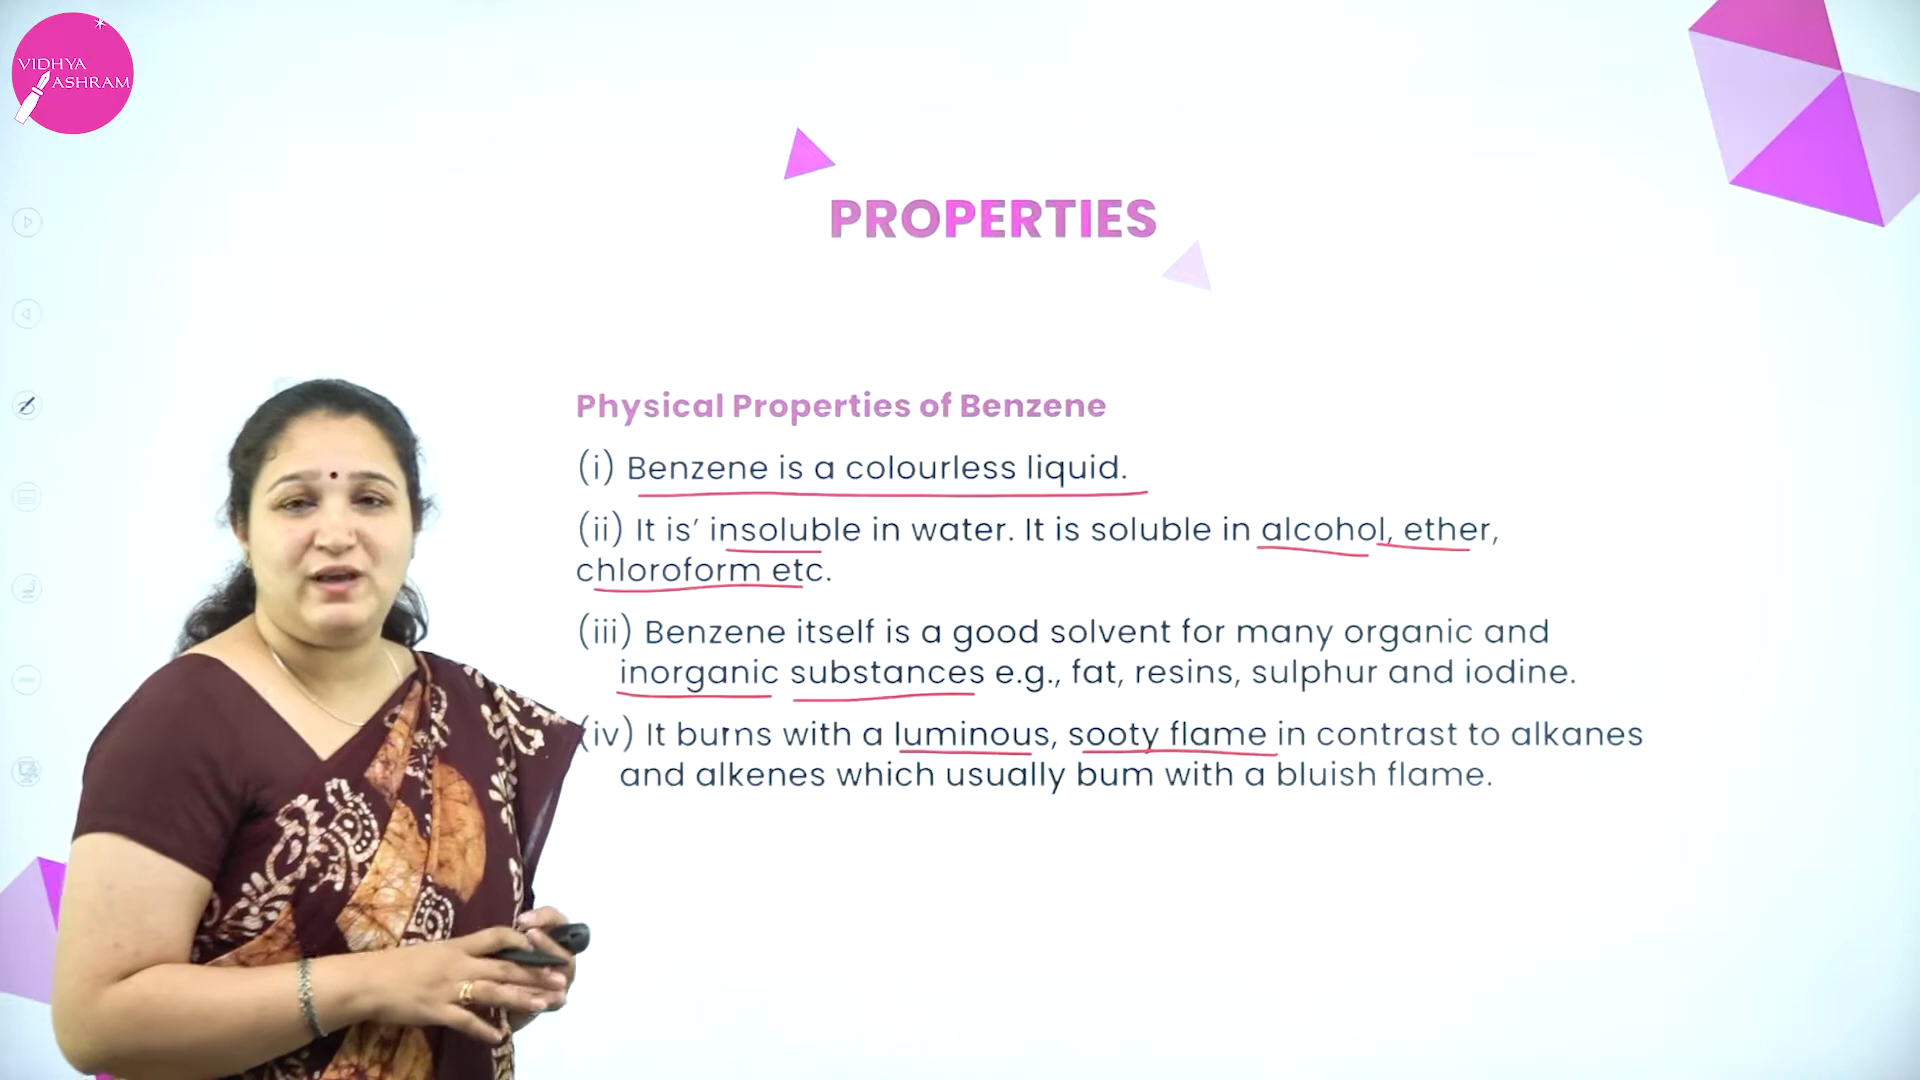 VIDHYA
ASHRAM
PROPERTIES
Physical Properties of Benzene
(i) Benzene is a colourless liquid.
(ii) It is’ insoluble in water. It is soluble in alcohol, ether,
chloroform etc.
(iii) Benzene itself is a good solvent for many organic and
inorganic substances e.g., fat, resins, sulphur and iodine.
(iv) It burns with a luminous, sooty flame in contrast to alkanes
and alkenes which usually bum with a bluish flame.